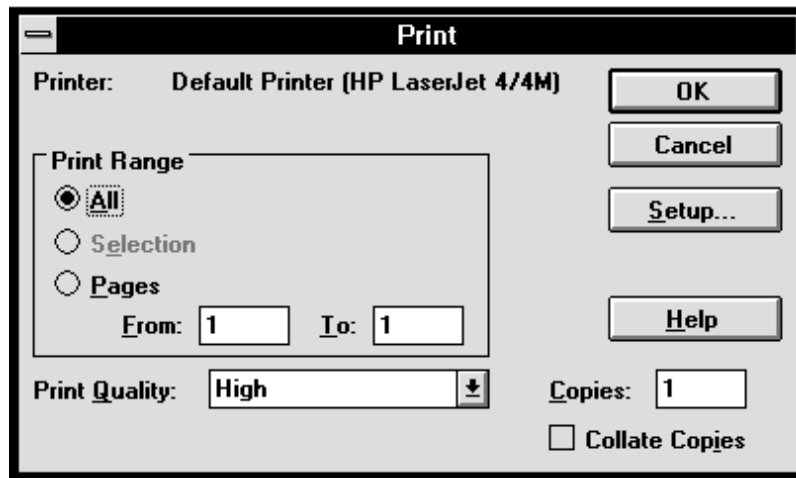 Print
Printer: Default Printer (HP LaserJet 4/4M)
OK
Cancel
Setup...
Help
Print Range
All
Selection
Pages
From: 1 To: 1
Print Quality: High
Copies: 1
Collate Copies